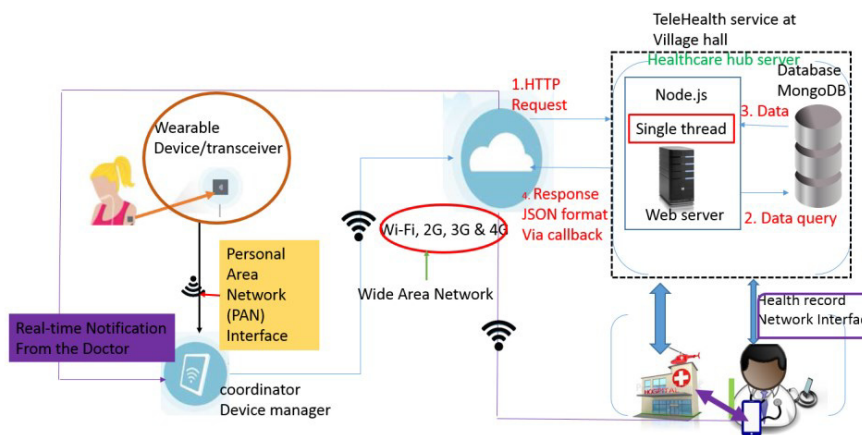 TeleHealth service at
Village hall
Healthcare hub server
Database
MongoDB
1.HTTP
Request
Node.js
3. Data
Single thread
Wearable
Device/transceiver
4. Response
JSON format
Via callback
Web server
2. Data query
Wi-Fi, 2G, 3G & 4G
Personal
Area
Network
(PAN)
Interface
Wide Area Network
Health record
Network Interface
Real-time Notification
From the Doctor
coordinator
Device manager
HOSPITAL